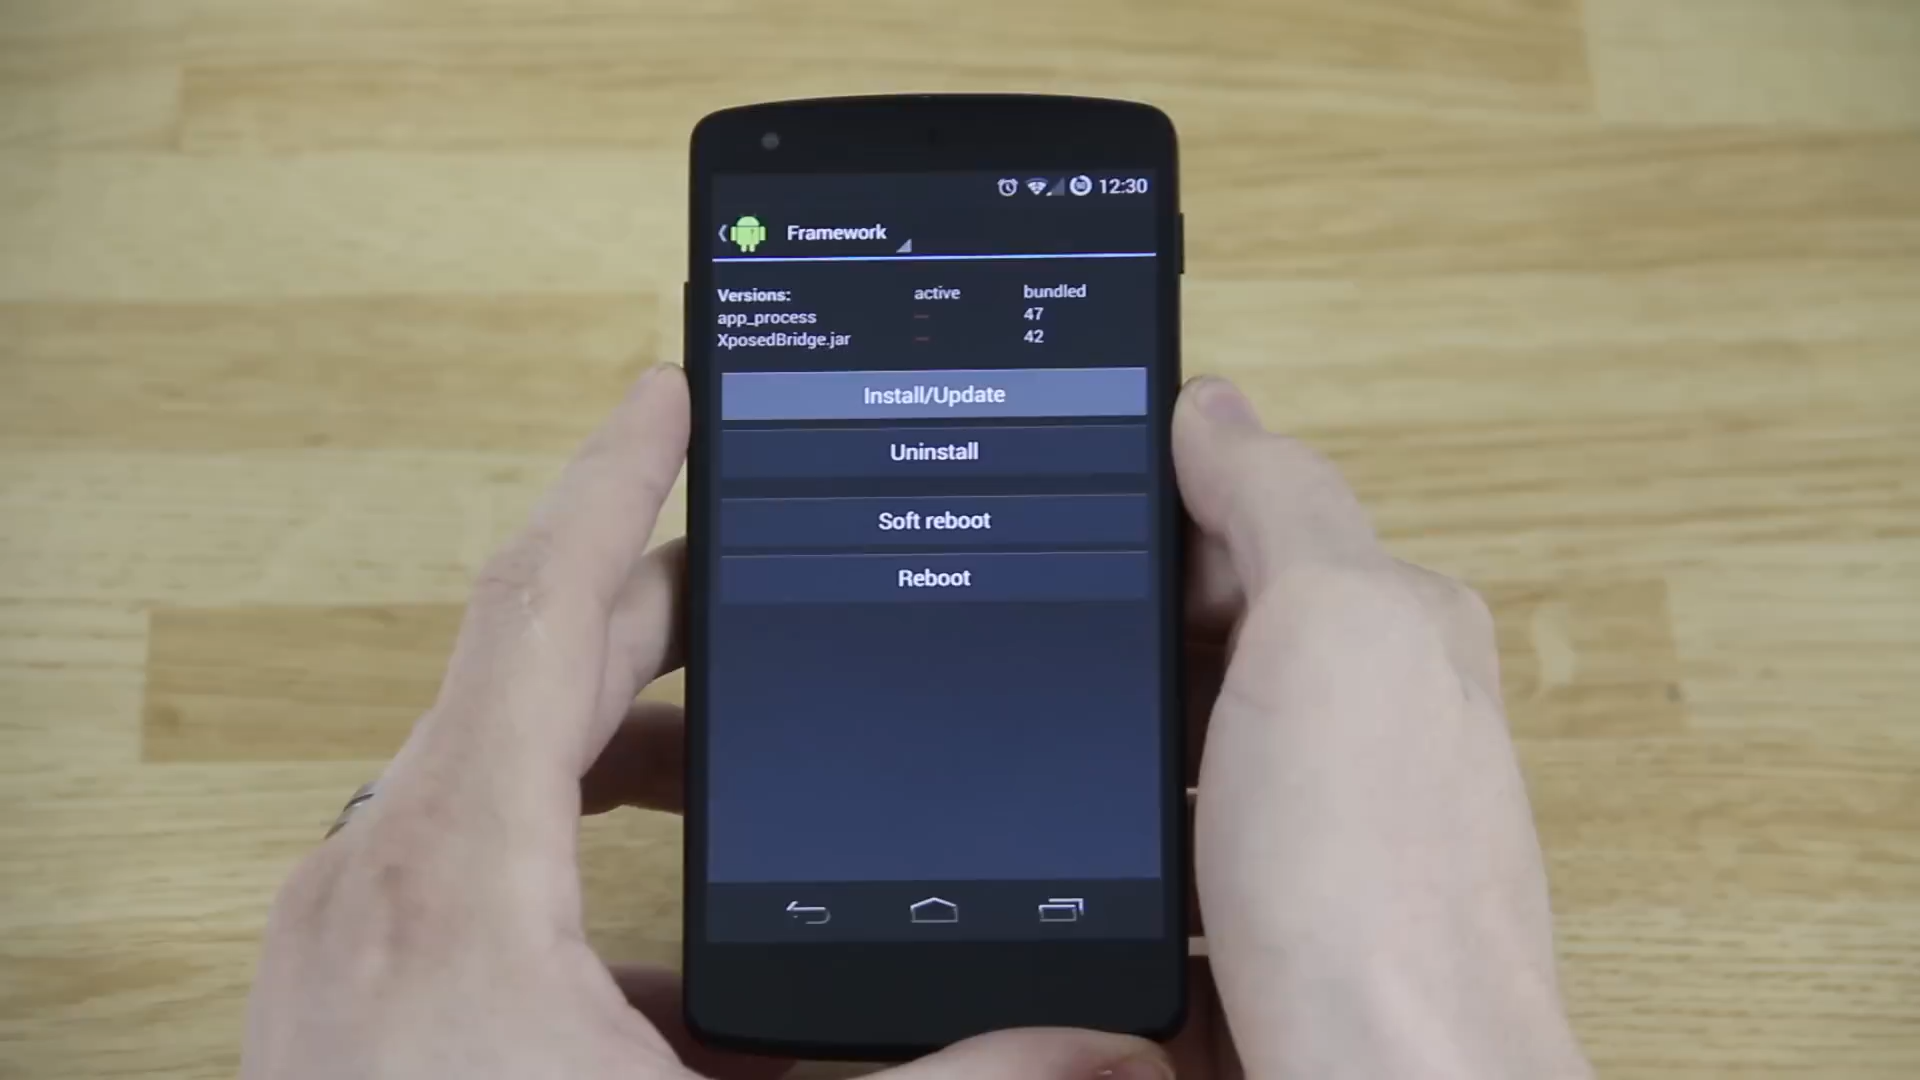 12:30
Framework
Versions: active bundled
app_process -- 47
XposedBridge.jar -- 42
Install/Update
Uninstall
Soft reboot
Reboot